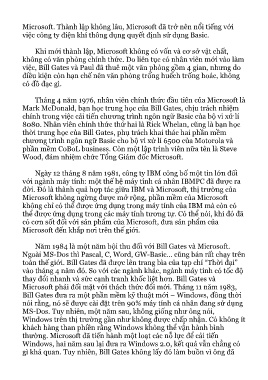 Microsoft. Thành lập không lâu, Microsoft đã trở nên nổi tiếng với
việc công ty điện khí thông dụng quyết định sử dụng Basic.
Khi mới thành lập, Microsoft không có vốn và cơ sở vật chất,
không có văn phòng chính thức. Do liên tục có nhân viên mới vào làm
việc, Bill Gates và Paul đã thuê một văn phòng gồm 4 gian, nhưng do
điều kiện còn hạn chế nên văn phòng trống huếch trống hoác, không
có đồ đạc gì.
Tháng 4 năm 1976, nhân viên chính thức đầu tiên của Microsoft là
Mark McDonal, bạn học trung học của Bill Gates, chịu trách nhiệm
chính trong việc cải tiến chương trình ngôn ngữ Basic của bộ vi xử lí
8080. Nhân viên chính thức thứ hai là Rick Whelan, cũng là bạn học
thời trung học của Bill Gates, phụ trách khai thác hai phần mềm
chương trình ngôn ngữ Basic cho bộ vi xử lí 6500 của Motorola và
phần mềm CoBoL business. Còn một lập trình viên nữa tên là Steve
Wood, đảm nhiệm chức Tổng Giám đốc Microsoft.
Ngày 12 tháng 8 năm 1981, công ty IBM công bố một tin lớn đối
với ngành máy tính: một thế hệ máy tính cá nhân IBMPC đã được ra
đời. Đó là thành quả hợp tác giữa IBM và Microsoft, thị trường của
Microsoft không ngừng được mở rộng, phần mềm của Microsoft
không chỉ có thể được ứng dụng trong máy tính của IBM mà còn có
thể được ứng dụng trong các máy tính tương tự. Có thể nói, khi đó đã
có cơn sốt đối với sản phẩm của Microsoft, đưa sản phẩm của
Microsoft đến khắp nơi trên thế giới.
Năm 1984 là một năm bội thu đối với Bill Gates và Microsoft.
Ngoài MS-Dos thì Pascal, C, Word, GW-Basic... cũng bán rất chạy trên
toàn thế giới. Bill Gates đã được lên trang bìa của tạp chí "Thời đại"
vào tháng 4 năm đó. So với các ngành khác, ngành máy tính có tốc độ
thay đổi nhanh và sức cạnh tranh khốc liệt hơn. Bill Gates và
Microsoft phải đối mặt với thách thức đổi mới. Tháng 11 năm 1983,
Bill Gates đưa ra một phần mềm kỹ thuật mới – Windows, đồng thời
nói rằng, nó sẽ được cài đặt trên 90% máy tính cá nhân đang sử dụng
MS-Dos. Tuy nhiên, một năm sau, không giống như ông nói,
Windows trên thị trường gần như không được chấp nhận. Có không ít
khách hàng than phiền rằng Windows không thể vận hành bình
thường. Microsoft đã tiến hành một loạt các nỗ lực để cải tiến
Windows, hai năm sau lại đưa ra Windows 2.0, kết quả vẫn chẳng có
gì khả quan. Tuy nhiên, Bill Gates không lấy đó làm buồn vì ông đã